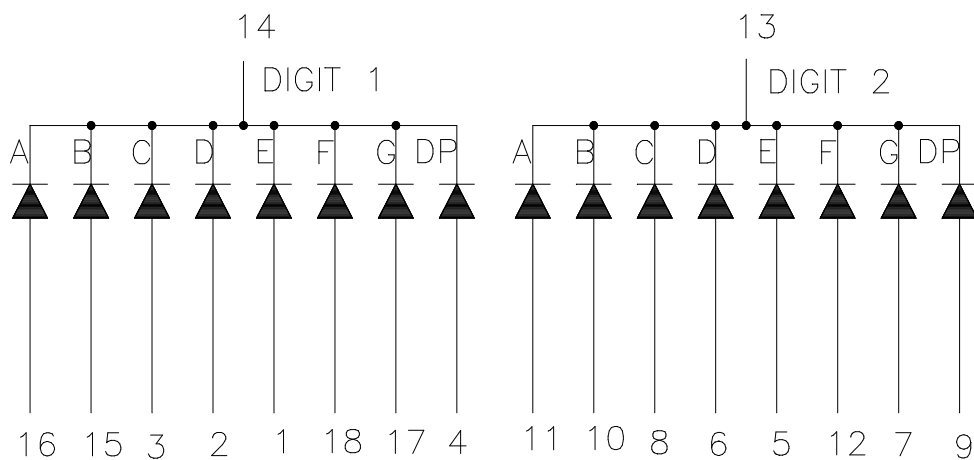 14 13
DIGIT 1 DIGIT 2
A B C D E F G DP A B C D E F G DP
16 15 3 2 1 18 17 4 11 10 8 6 5 12 7 9